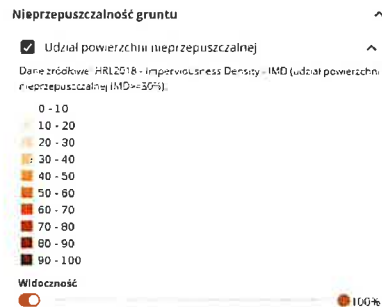 Nieprzepuszczalność gruntu
Udział powierzchni nieprzepuszczalnej
Dane źródłowe: HRL2018 - Imperviousness Density - IMD (udział powierzchni
nieprzepuszczalnej IMD>=30%).
0 - 10
10 - 20
20 - 30
30 - 40
40 - 50
50 - 60
60 - 70
70 - 80
80 - 90
90 - 100
Widoczność
100%